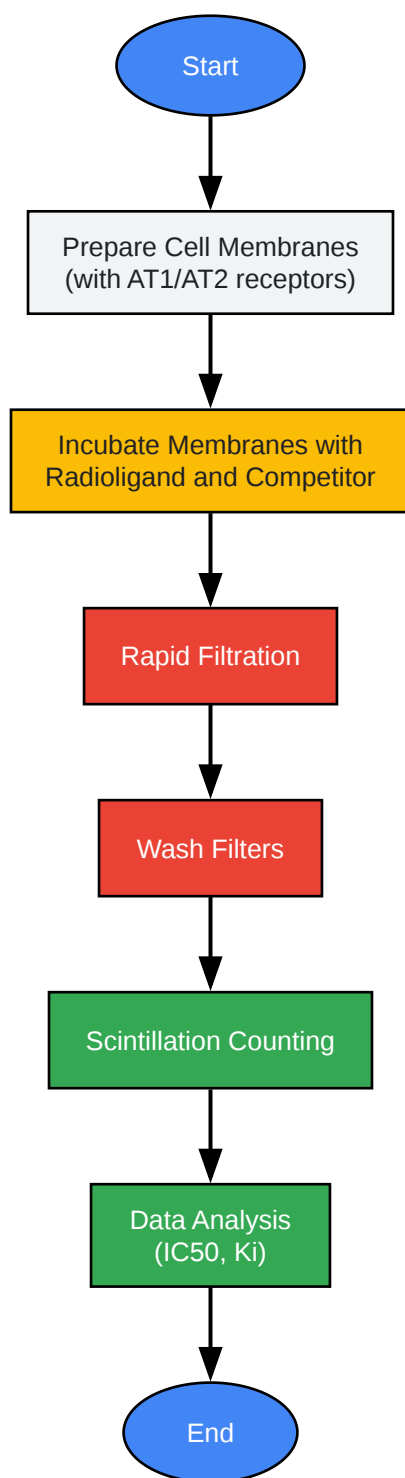 Start
Prepare Cell Membranes
(with AT1/AT2 receptors)
Incubate Membranes with
Radioligand and Competitor
Rapid Filtration
Wash Filters
Scintillation Counting
Data Analysis
(IC50, Ki)
End